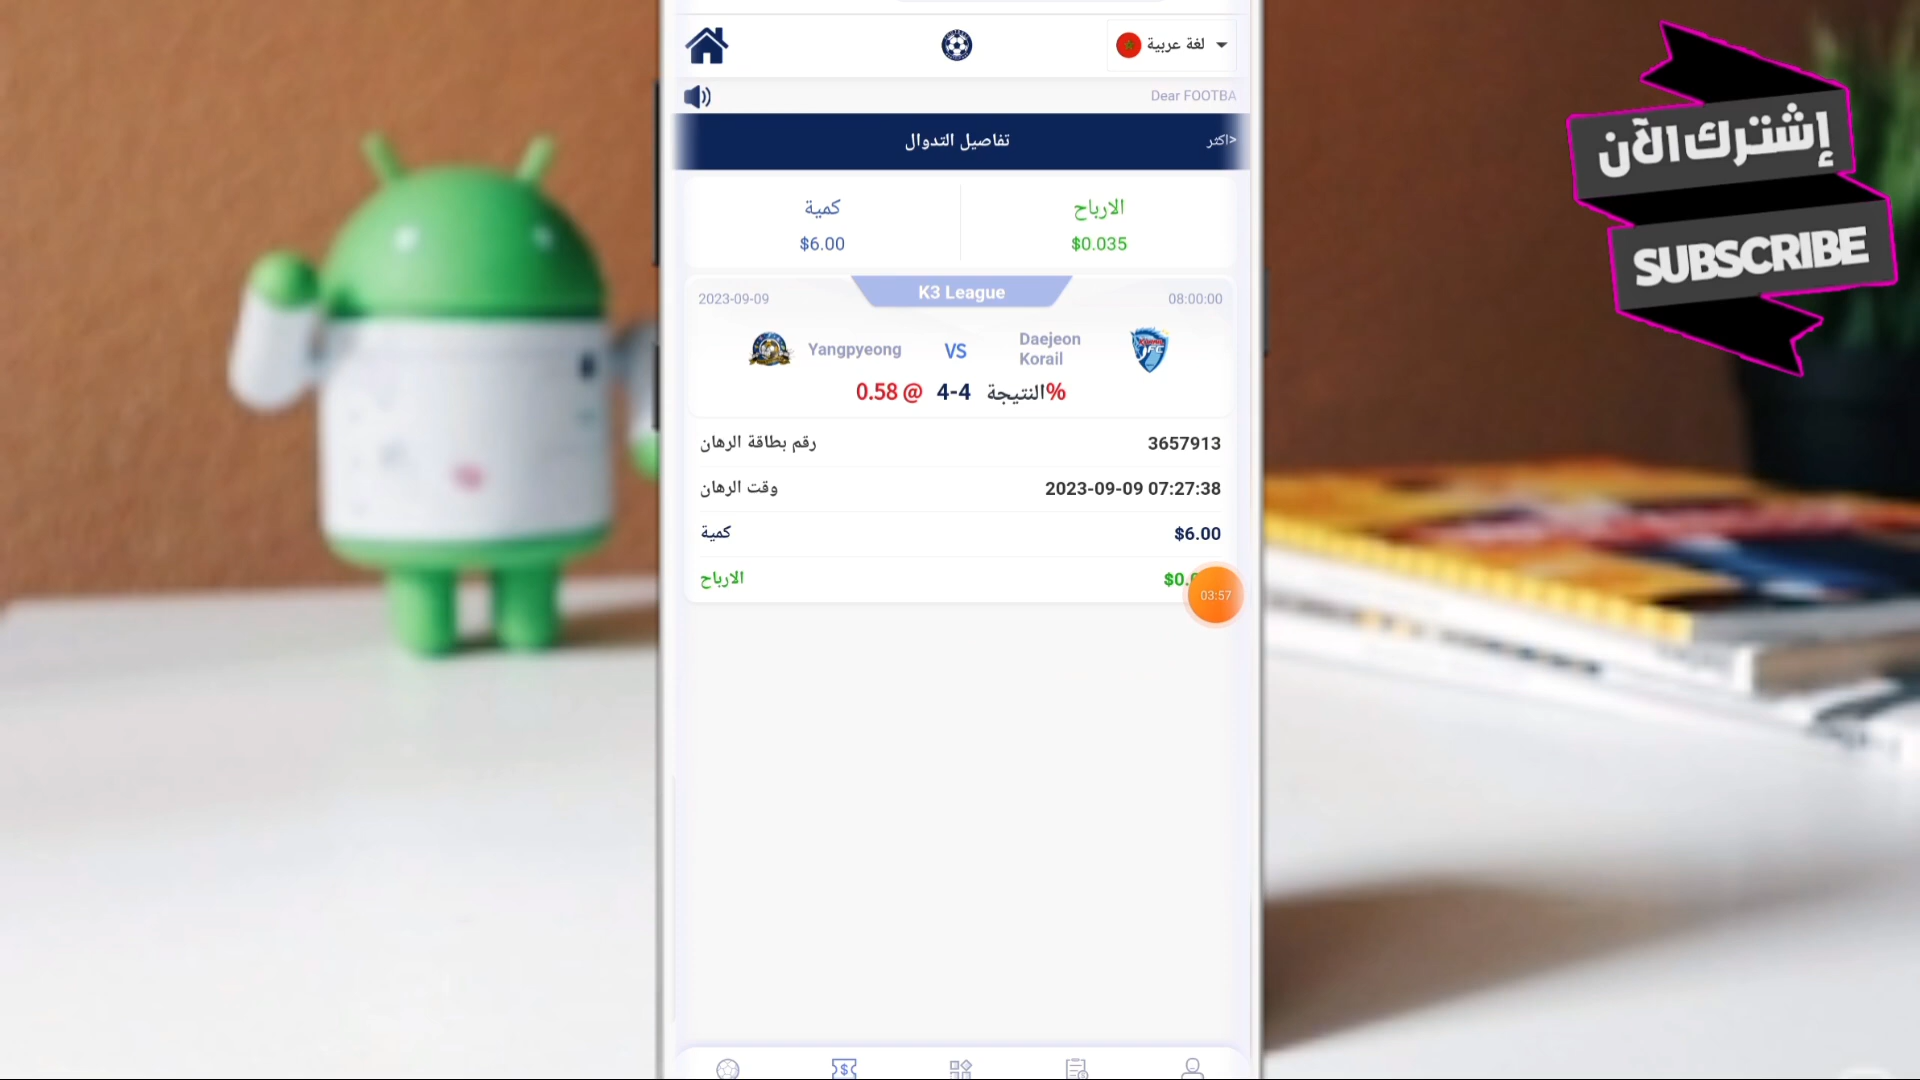 لغة عربية
Dear FOOTBA
تفاصيل التدوال
اكثر>
كمية
الارباح
$6.00
$0.035
K3 League
2023-09-09
08:00:00
Yangpyeong
VS
Daejeon
Korail
0.58 @ 4-4 النتيجة%
رقم بطاقة الرهان
3657913
وقت الرهان
2023-09-09 07:27:38
كمية
$6.00
الارباح
$0.
03:57
إشترك الآن
SUBSCRIBE